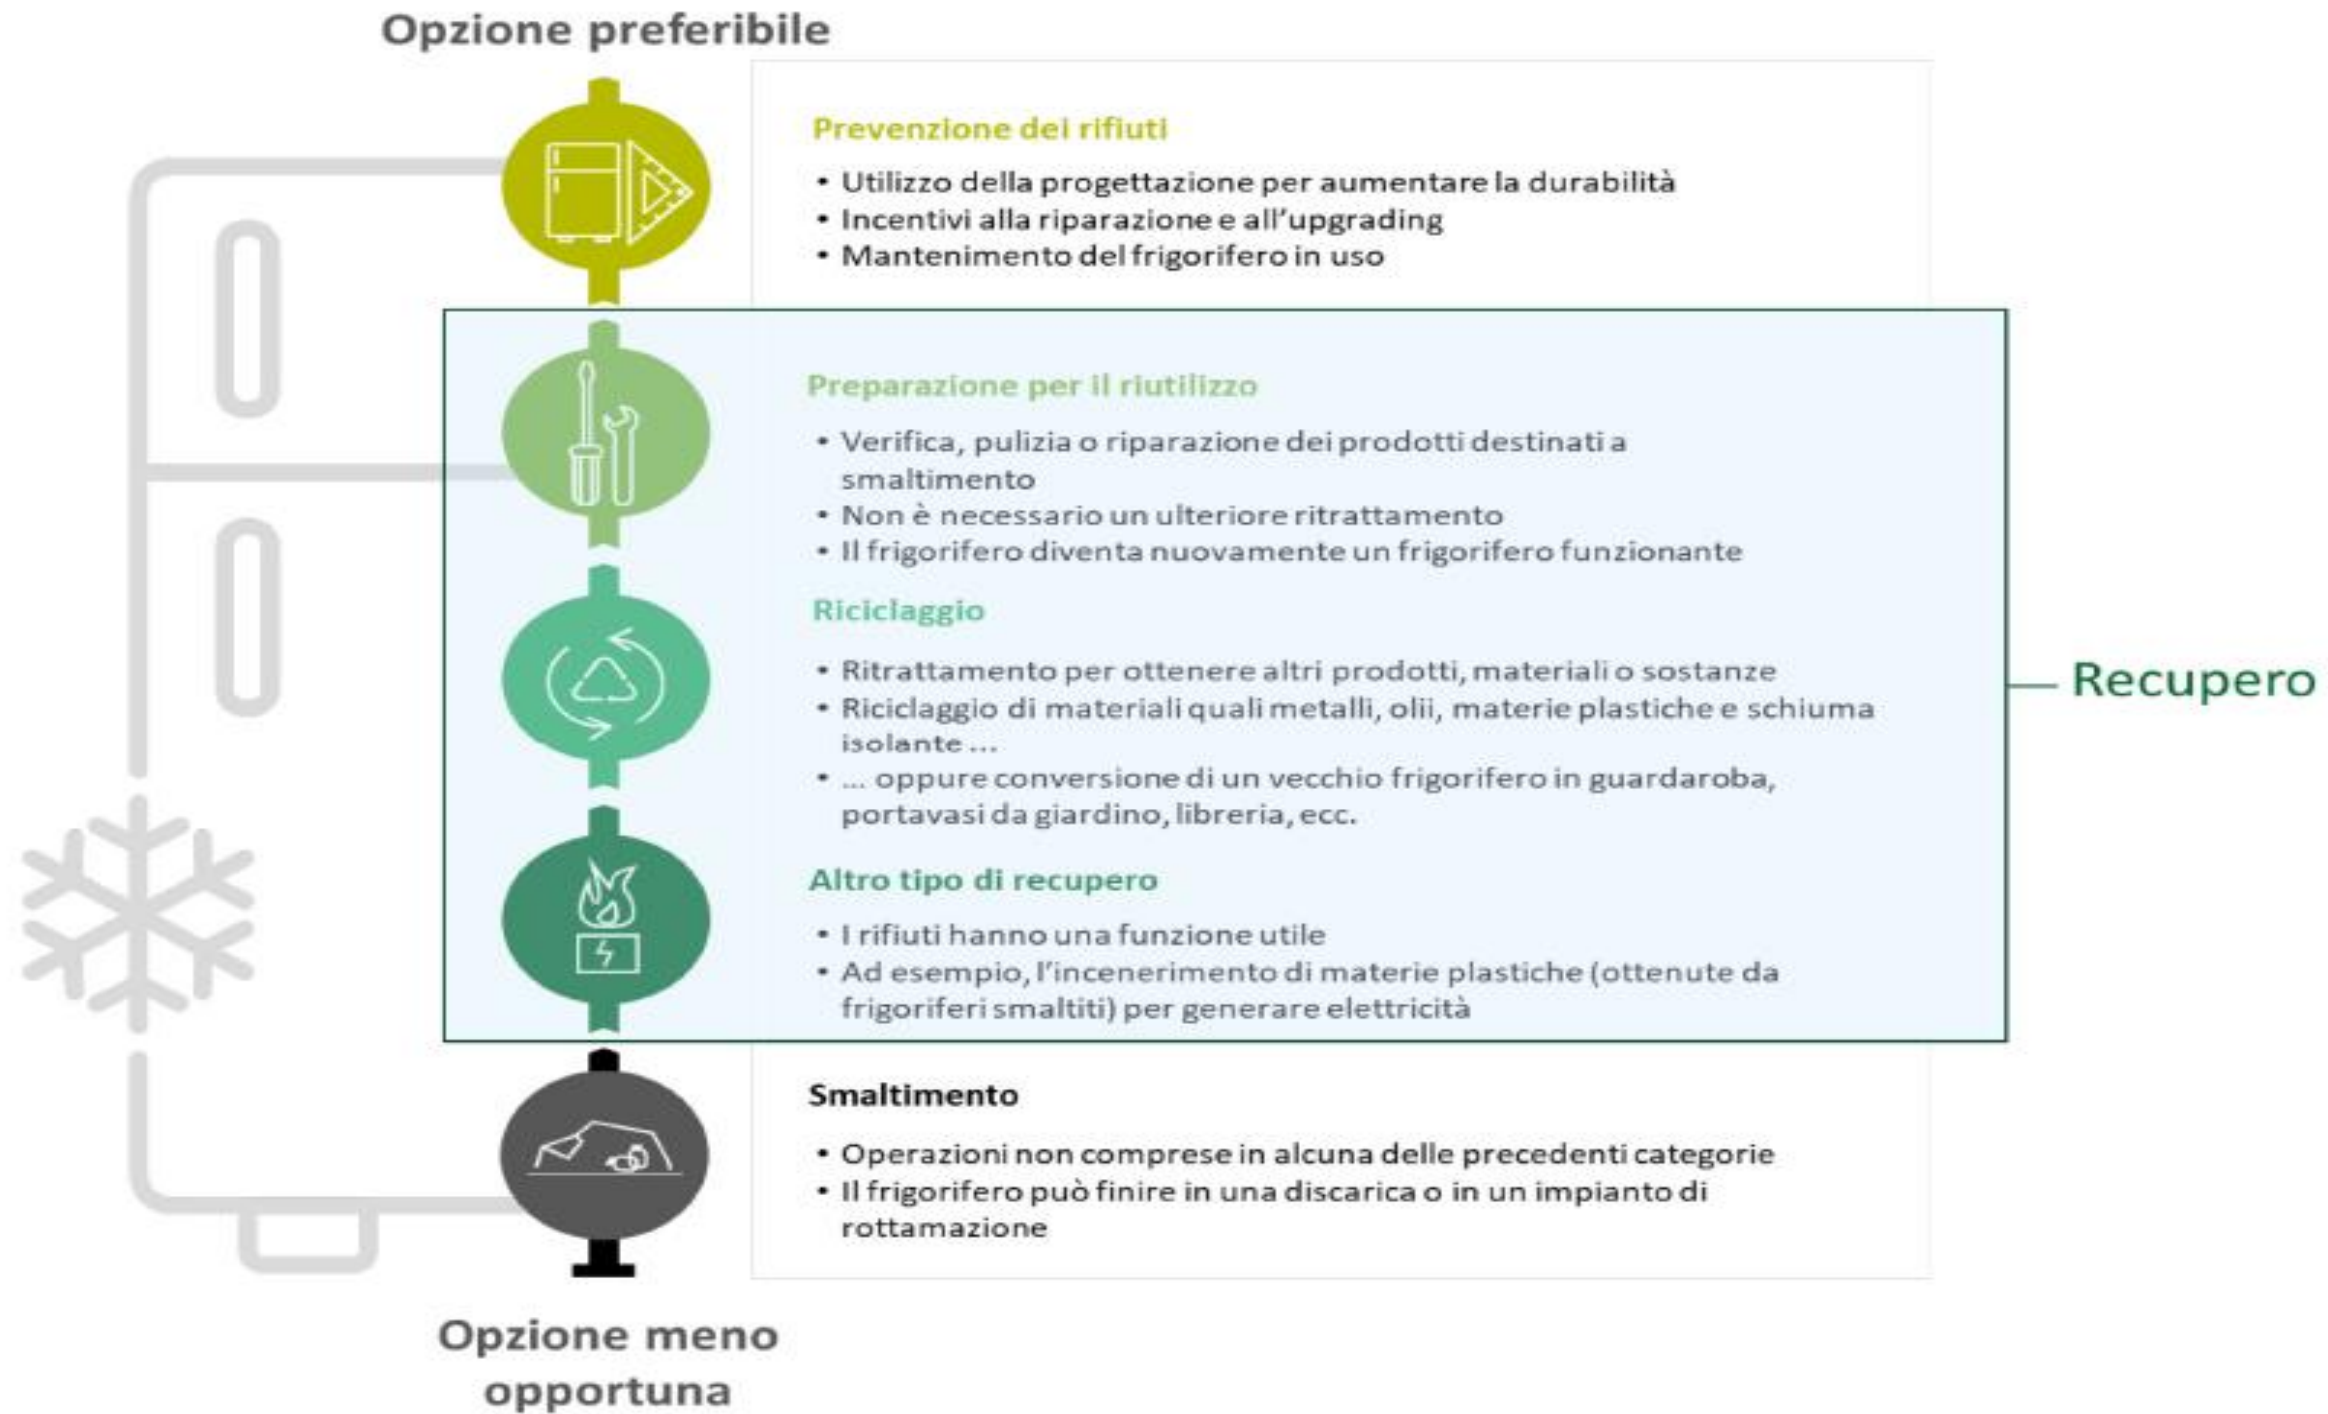 Opzione preferibile
Prevenzione dei rifiuti
• Utilizzo della progettazione per aumentare la durabilità
• Incentivi alla riparazione e all'upgrading
• Mantenimento del frigorifero in uso
Preparazione per il riutilizzo
• Verifica, pulizia o riparazione dei prodotti destinati a
smaltimento
• Non è necessario un ulteriore ritrattamento
• Il frigorifero diventa nuovamente un frigorifero funzionante
Riciclaggio
• Ritrattamento per ottenere altri prodotti, materiali o sostanze
• Riciclaggio di materiali quali metalli, olii, materie plastiche e schiuma
isolante ...
• ... oppure conversione di un vecchio frigorifero in guardaroba,
portavasi da giardino, libreria, ecc.
Recupero
Altro tipo di recupero
• I rifiuti hanno una funzione utile
• Ad esempio, l'incenerimento di materie plastiche (ottenute da
frigoriferi smaltiti) per generare elettricità
Smaltimento
• Operazioni non comprese in alcuna delle precedenti categorie
• Il frigorifero può finire in una discarica o in un impianto di
rottamazione
Opzione meno
opportuna